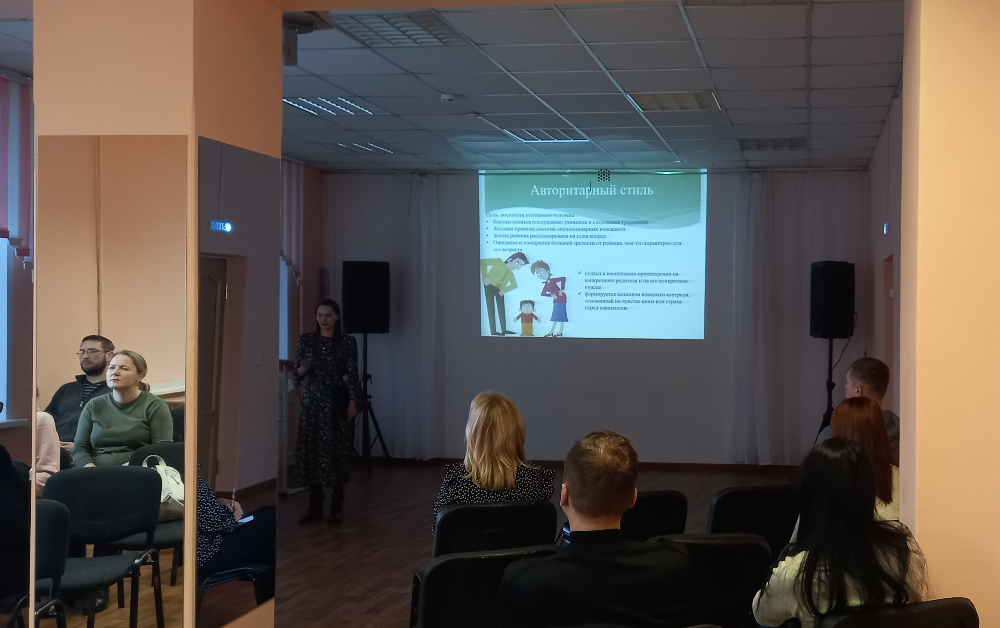 Авторитарный стиль
Цель: воспитать успешного человека
• Высоко ценятся послушание, уважение и следование традициям
• Жесткие правила, система дисциплинарных взысканий
• Жизнь ребенка распланирована на годы вперед
• Ожидание и поощрение большей зрелости от ребенка, чем это характерно для
его возраста
✓ подход к воспитанию ориентирован на
конкретного родителя и на его конкретные
нужды
✓ формируется механизм внешнего контроля,
основанный на чувстве вины или страха
перед наказанием
ВЫХОД